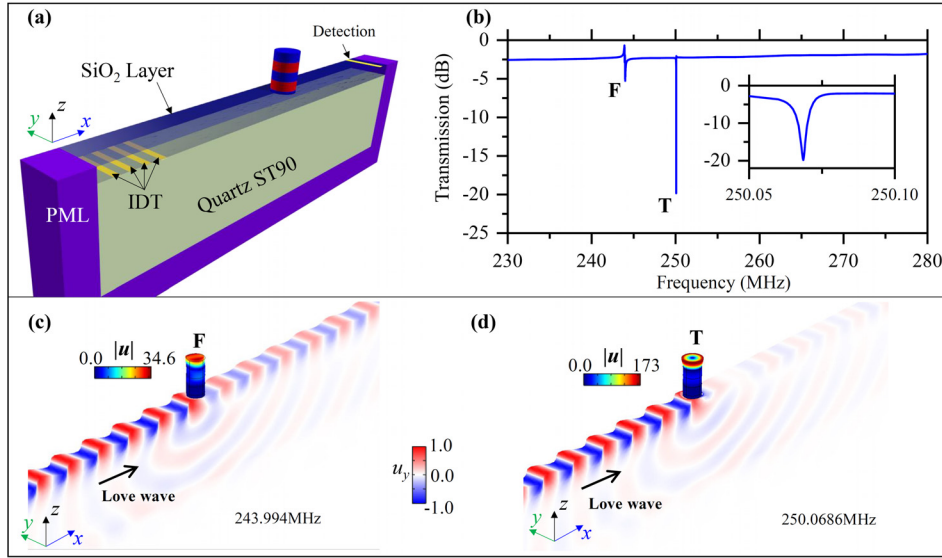 (a)
Detection
SiO2 Layer
z
y
x
IDT
Quartz ST90
PML
(b)
Transmission (dB)
0
-5
-10
-15
-20
-25
F
T
0
-10
-20
250.05
250.10
230
240
250
260
270
280
Frequency (MHz)
(c)
F
|u|
0.0
34.6
Love wave
z
y
x
243.994MHz
1.0
uy
0.0
-1.0
(d)
T
|u|
0.0
173
Love wave
z
y
x
250.0686MHz